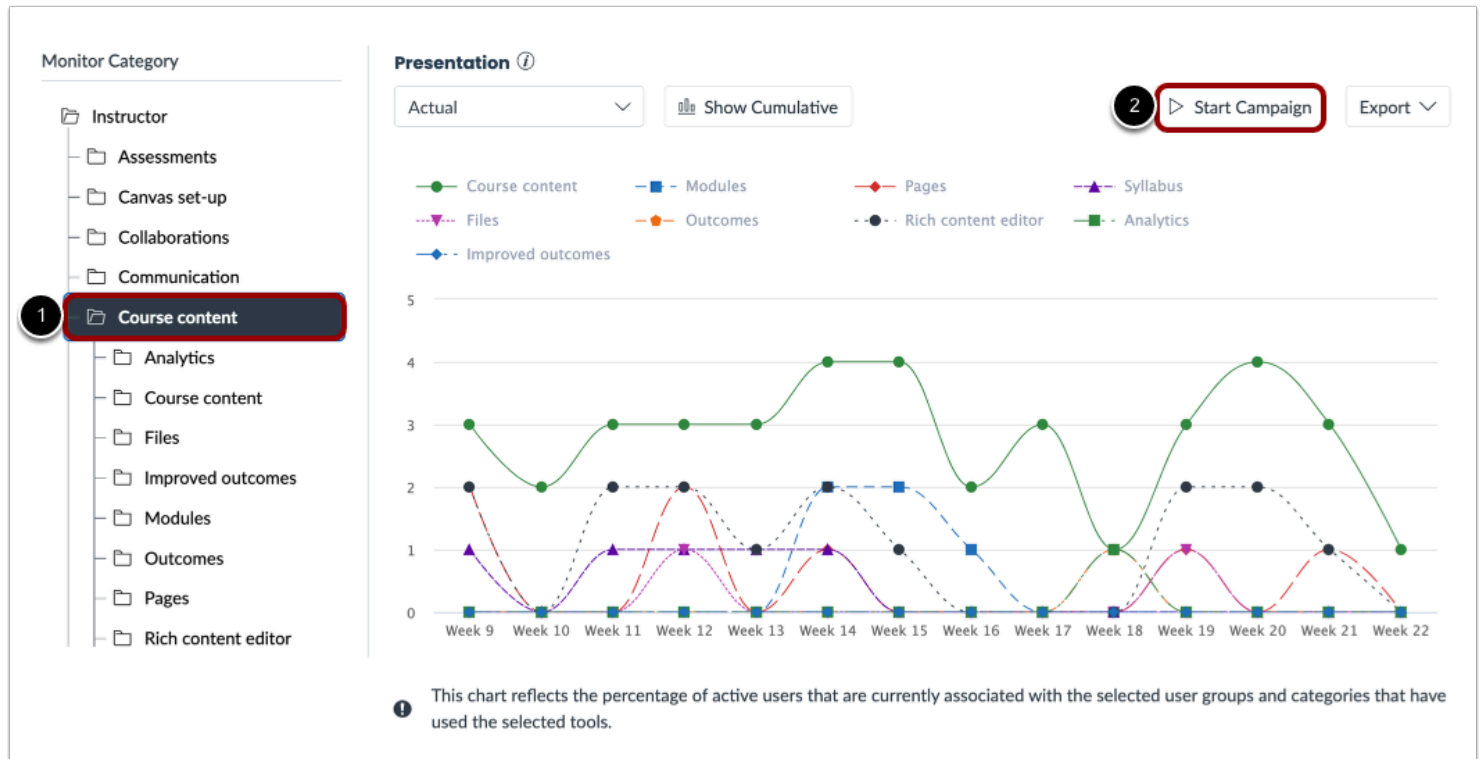 Monitor Category
Instructor
Assessments
Canvas set-up
Collaborations
Communication
1
Course content
Analytics
Course content
Files
Improved outcomes
Modules
Outcomes
Pages
Rich content editor
Presentation i
Actual
Show Cumulative
2
Start Campaign
Export
Course content
Modules
Pages
Syllabus
Files
Outcomes
Rich content editor
Analytics
Improved outcomes
5
4
3
2
1
0
Week 9 Week 10 Week 11 Week 12 Week 13 Week 14 Week 15 Week 16 Week 17 Week 18 Week 19 Week 20 Week 21 Week 22
This chart reflects the percentage of active users that are currently associated with the selected user groups and categories that have
used the selected tools.